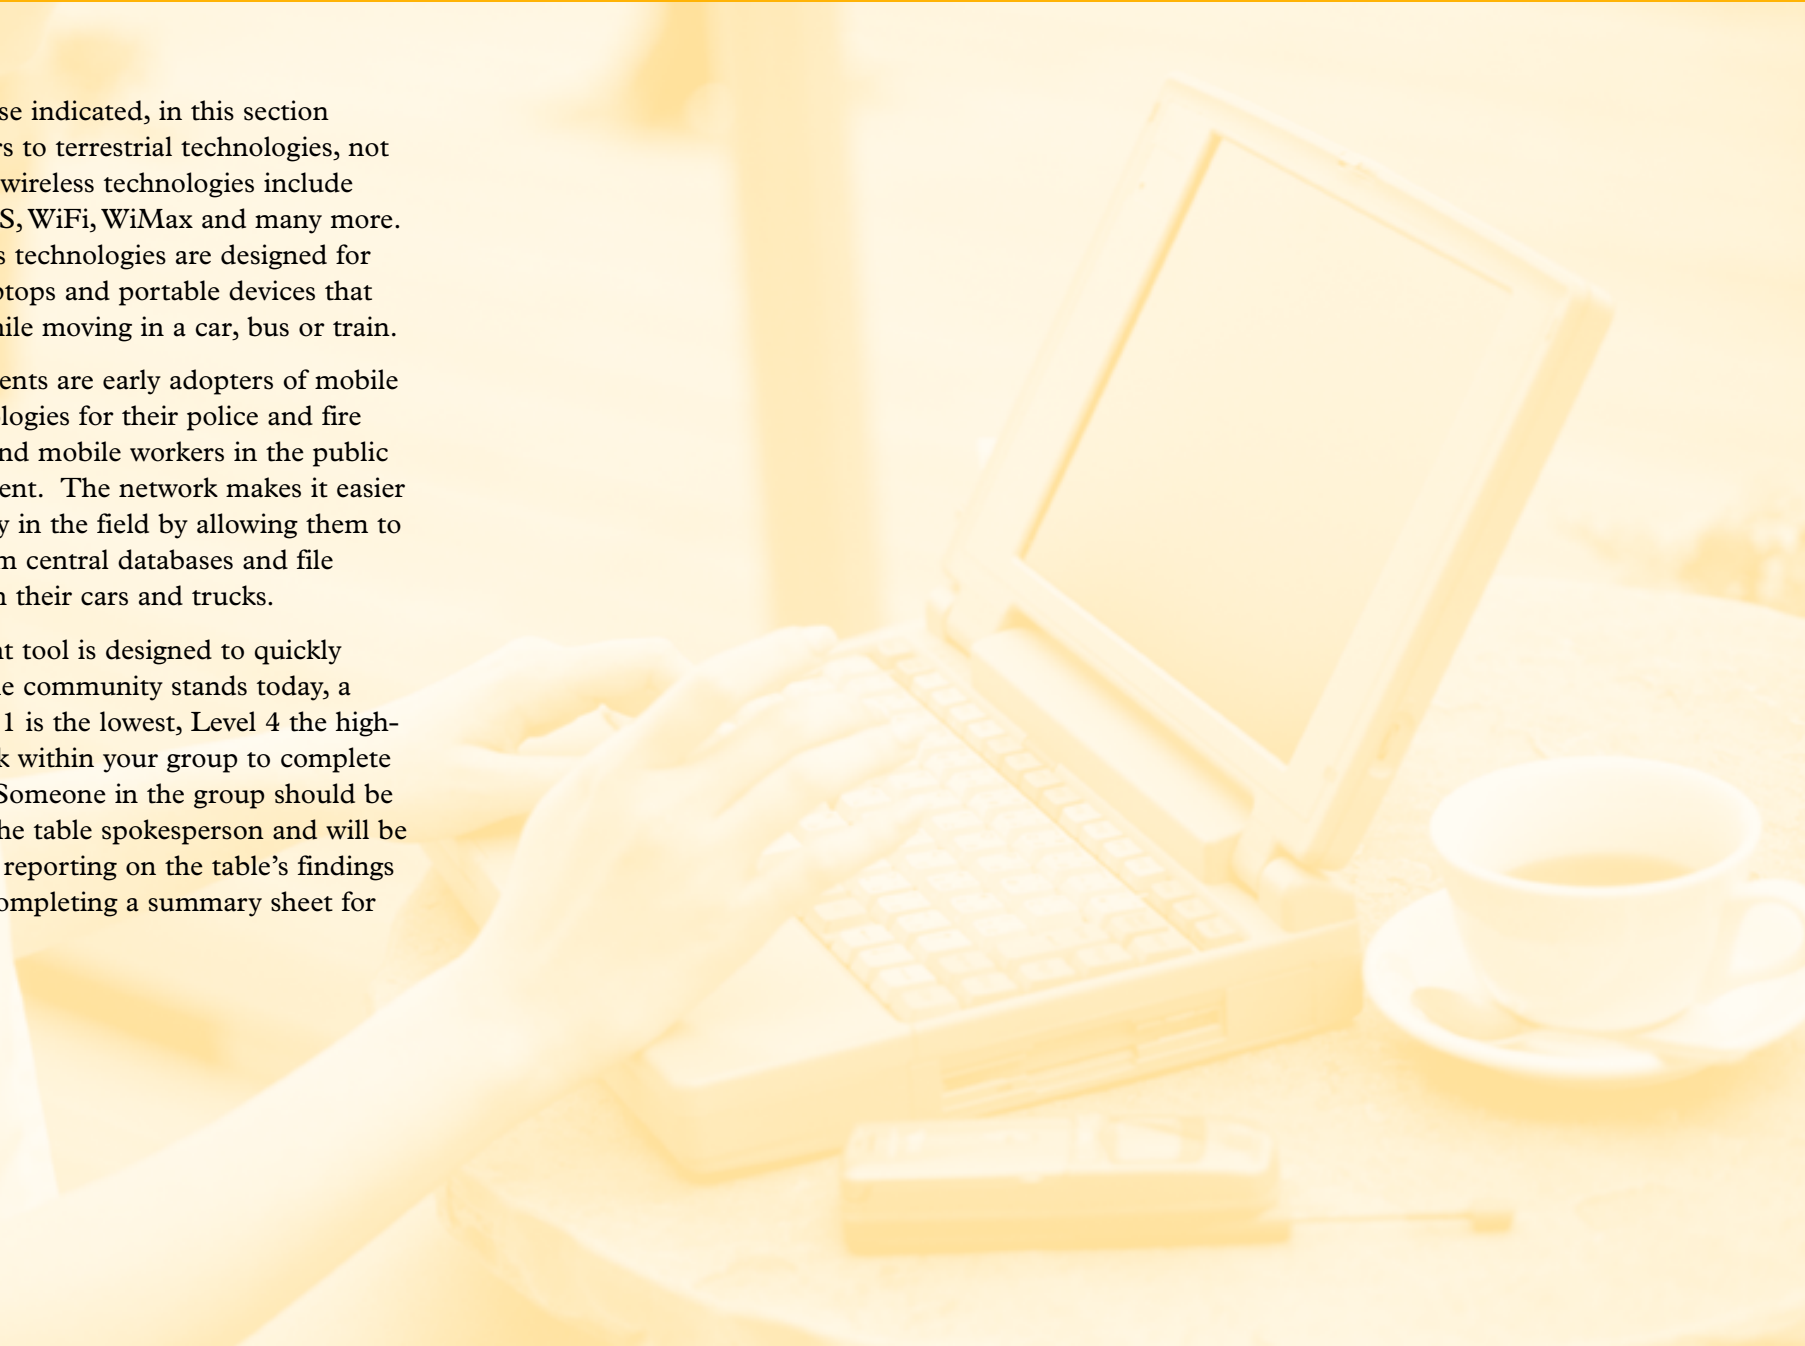 se indicated, in this section
rs to terrestrial technologies, not
wireless technologies include
S, WiFi, WiMax and many more.
s technologies are designed for
ptops and portable devices that
hile moving in a car, bus or train.
ents are early adopters of mobile
logies for their police and fire
nd mobile workers in the public
ent.  The network makes it easier
y in the field by allowing them to
m central databases and file
n their cars and trucks.
nt tool is designed to quickly
e community stands today, a
1 is the lowest, Level 4 the high-
k within your group to complete
Someone in the group should be
he table spokesperson and will be
reporting on the table's findings
ompleting a summary sheet for